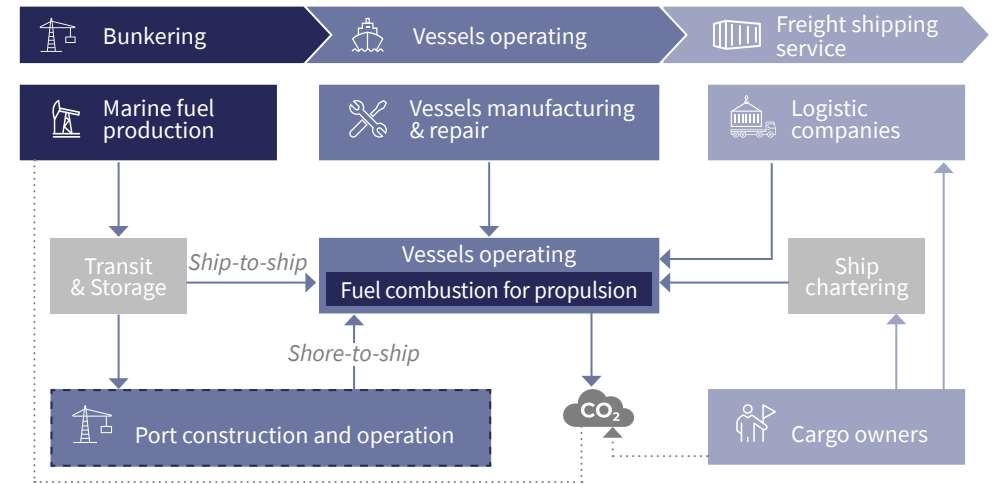 Bunkering
Vessels operating
Freight shipping
service
Marine fuel
production
Vessels manufacturing
& repair
Logistic
companies
Transit
& Storage
Ship-to-ship
Vessels operating
Fuel combustion for propulsion
Ship
chartering
Shore-to-ship
Port construction and operation
CO₂
Cargo owners